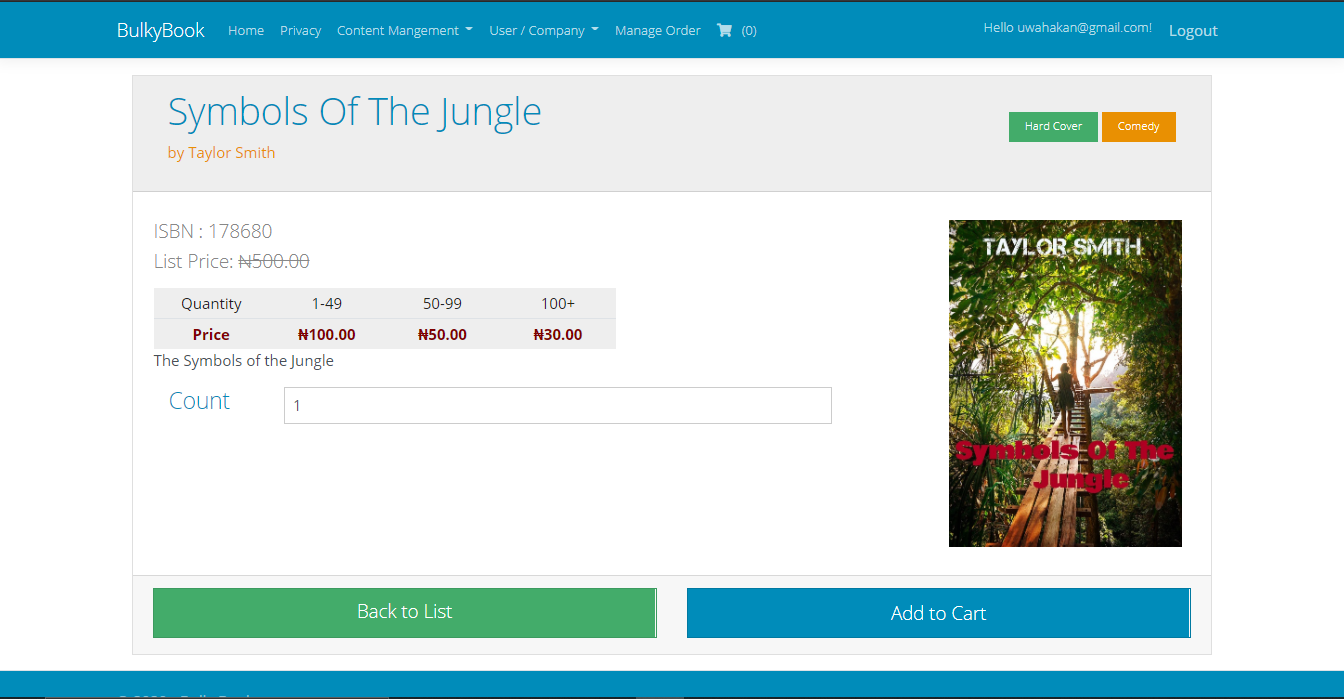 BulkyBook Home Privacy Content Mangement User / Company Manage Order (0) Hello uwahakan@gmail.com! Logout
Symbols Of The Jungle
by Taylor Smith
Hard Cover Comedy
ISBN : 178680
List Price: ₦500.00
Quantity 1-49 50-99 100+
Price ₦100.00 ₦50.00 ₦30.00
The Symbols of the Jungle
Count 1
TAYLOR SMITH
Symbols Of The
Jungle
Back to List Add to Cart